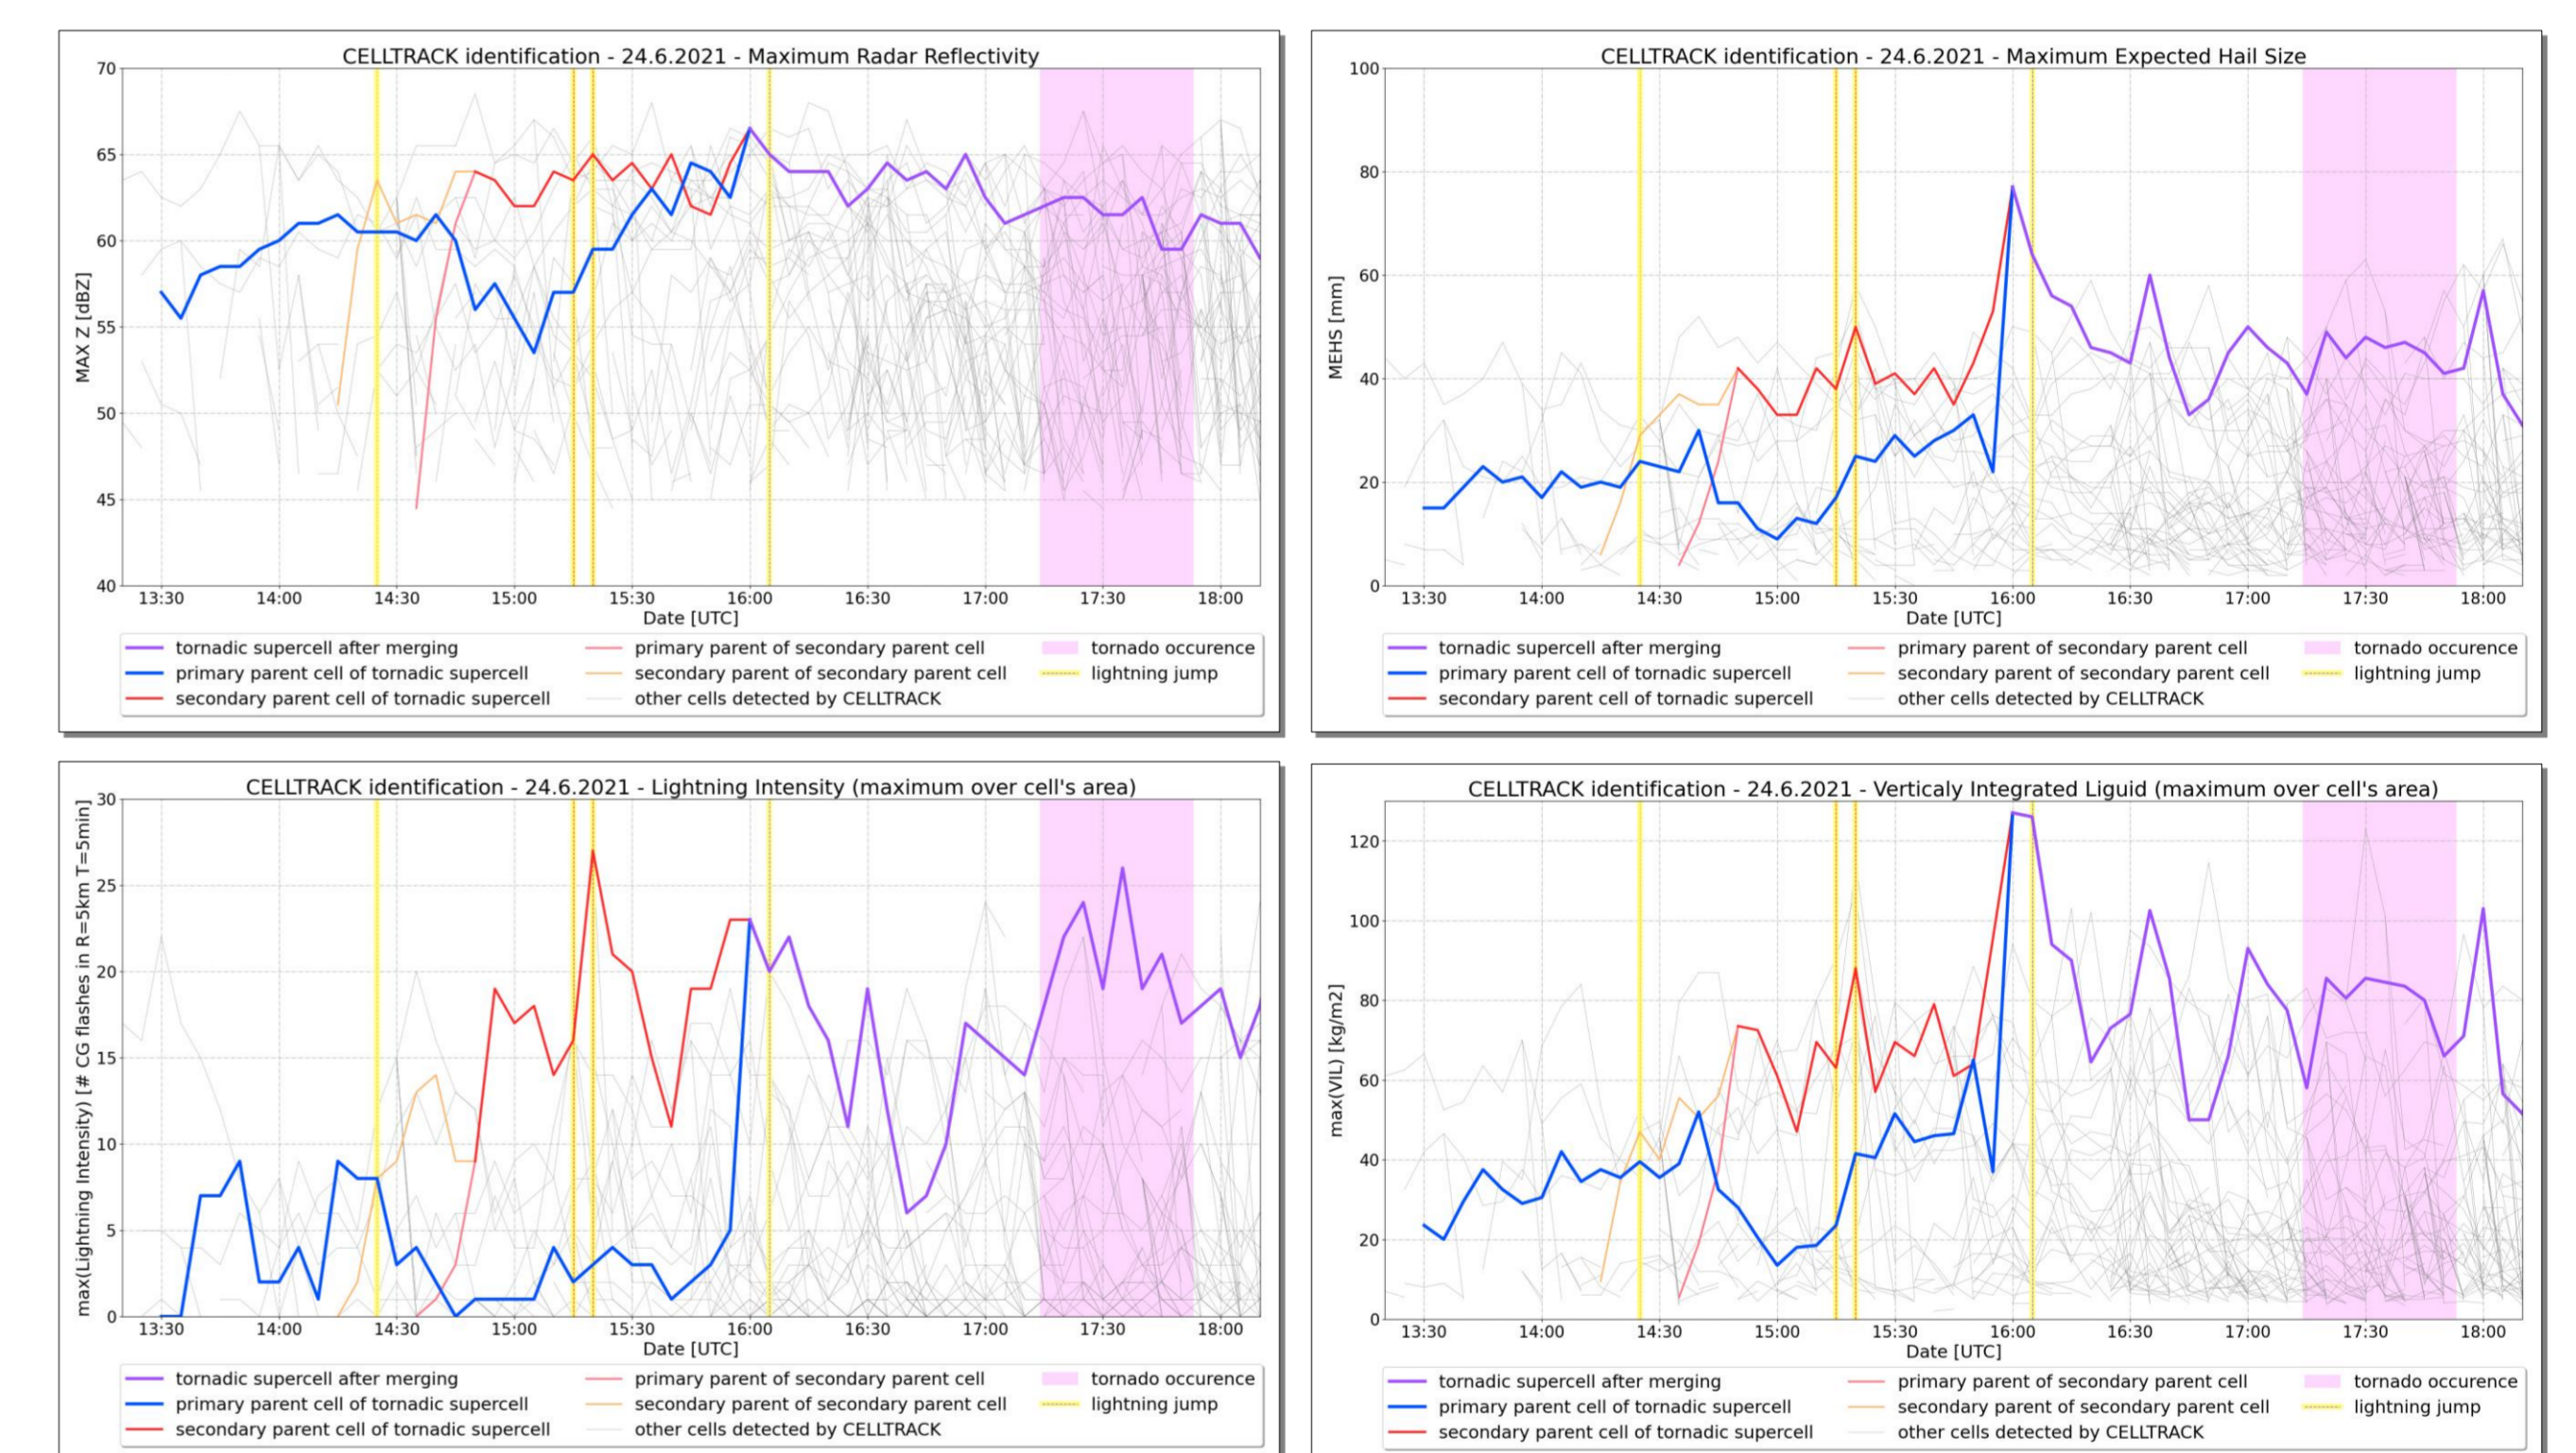 CELLTRACK identification - 24.6.2021 - Maximum Radar Reflectivity
MAX Z [dBZ]
70
65
60
55
50
45
40
13:30 14:00 14:30 15:00 15:30 16:00 16:30 17:00 17:30 18:00
Date [UTC]
tornadic supercell after merging
primary parent cell of tornadic supercell
secondary parent cell of tornadic supercell
primary parent of secondary parent cell
secondary parent of secondary parent cell
other cells detected by CELLTRACK
tornado occurence
lightning jump
CELLTRACK identification - 24.6.2021 - Maximum Expected Hail Size
MEHS [mm]
100
80
60
40
20
0
13:30 14:00 14:30 15:00 15:30 16:00 16:30 17:00 17:30 18:00
Date [UTC]
tornadic supercell after merging
primary parent cell of tornadic supercell
secondary parent cell of tornadic supercell
primary parent of secondary parent cell
secondary parent of secondary parent cell
other cells detected by CELLTRACK
tornado occurence
lightning jump
CELLTRACK identification - 24.6.2021 - Lightning Intensity (maximum over cell's area)
max(Lightning Intensity) [# CG flashes in R=5km T=5min]
30
25
20
15
10
5
0
13:30 14:00 14:30 15:00 15:30 16:00 16:30 17:00 17:30 18:00
Date [UTC]
tornadic supercell after merging
primary parent cell of tornadic supercell
secondary parent cell of tornadic supercell
primary parent of secondary parent cell
secondary parent of secondary parent cell
other cells detected by CELLTRACK
tornado occurence
lightning jump
CELLTRACK identification - 24.6.2021 - Verticaly Integrated Liguid (maximum over cell's area)
max(VIL) [kg/m2]
120
100
80
60
40
20
0
13:30 14:00 14:30 15:00 15:30 16:00 16:30 17:00 17:30 18:00
Date [UTC]
tornadic supercell after merging
primary parent cell of tornadic supercell
secondary parent cell of tornadic supercell
primary parent of secondary parent cell
secondary parent of secondary parent cell
other cells detected by CELLTRACK
tornado occurence
lightning jump